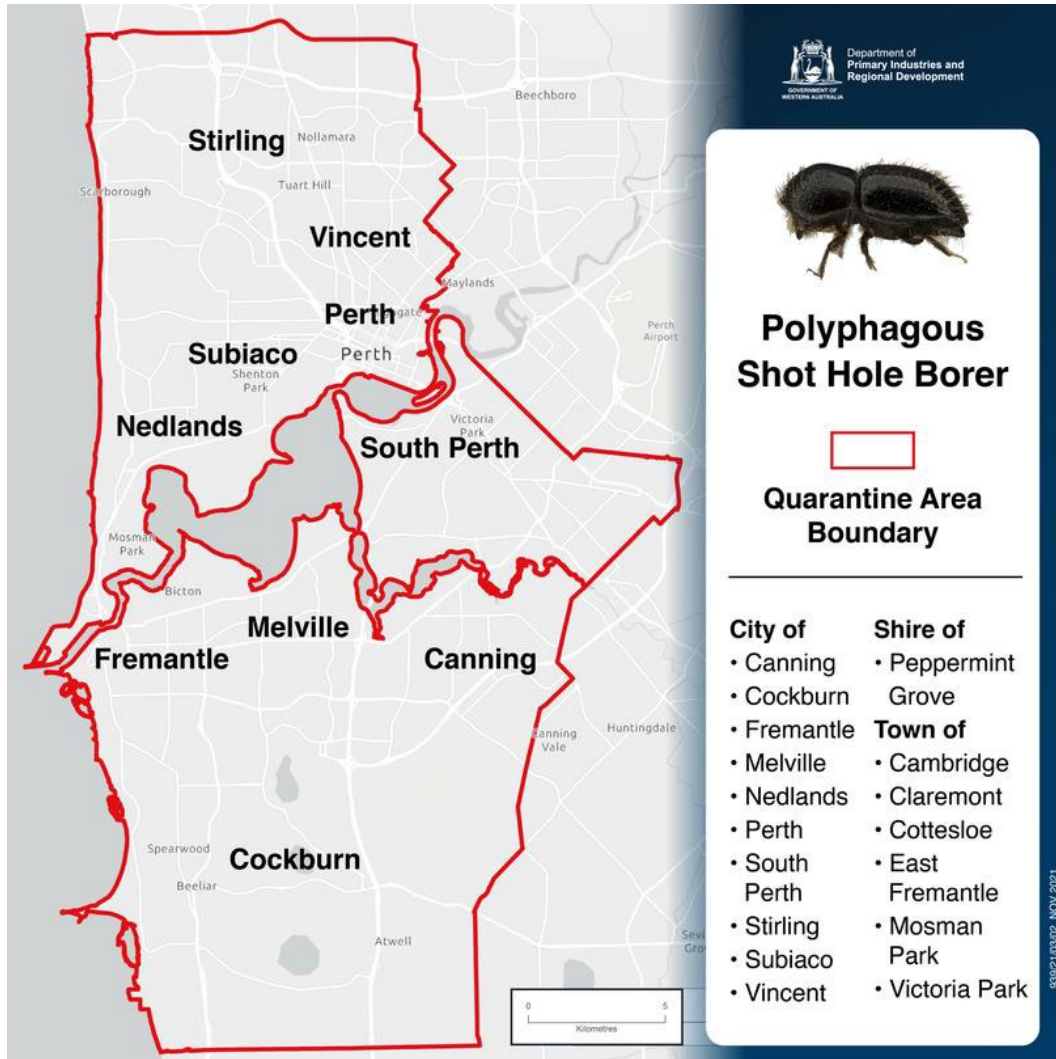 Department of
Primary Industries and
Regional Development
GOVERNMENT OF
WESTERN AUSTRALIA
Polyphagous
Shot Hole Borer
Quarantine Area
Boundary
City of
• Canning
• Cockburn
• Fremantle
• Melville
• Nedlands
• Perth
• South
Perth
• Stirling
• Subiaco
• Vincent
Shire of
• Peppermint
Grove
Town of
• Cambridge
• Claremont
• Cottesloe
• East
Fremantle
• Mosman
Park
• Victoria Park
Beechboro
Stirling
Nollamara
Tuart Hill
Scarborough
Vincent
Maylands
Perth
Perth
Airport
Subiaco
Perth
Shenton
Park
Nedlands
Victoria
Park
South Perth
Mosman
Park
Bicton
Melville
Fremantle
Canning
Huntingdale
Canning
Vale
Spearwood
Cockburn
Beeliar
Atwell
0
5
Kilometres